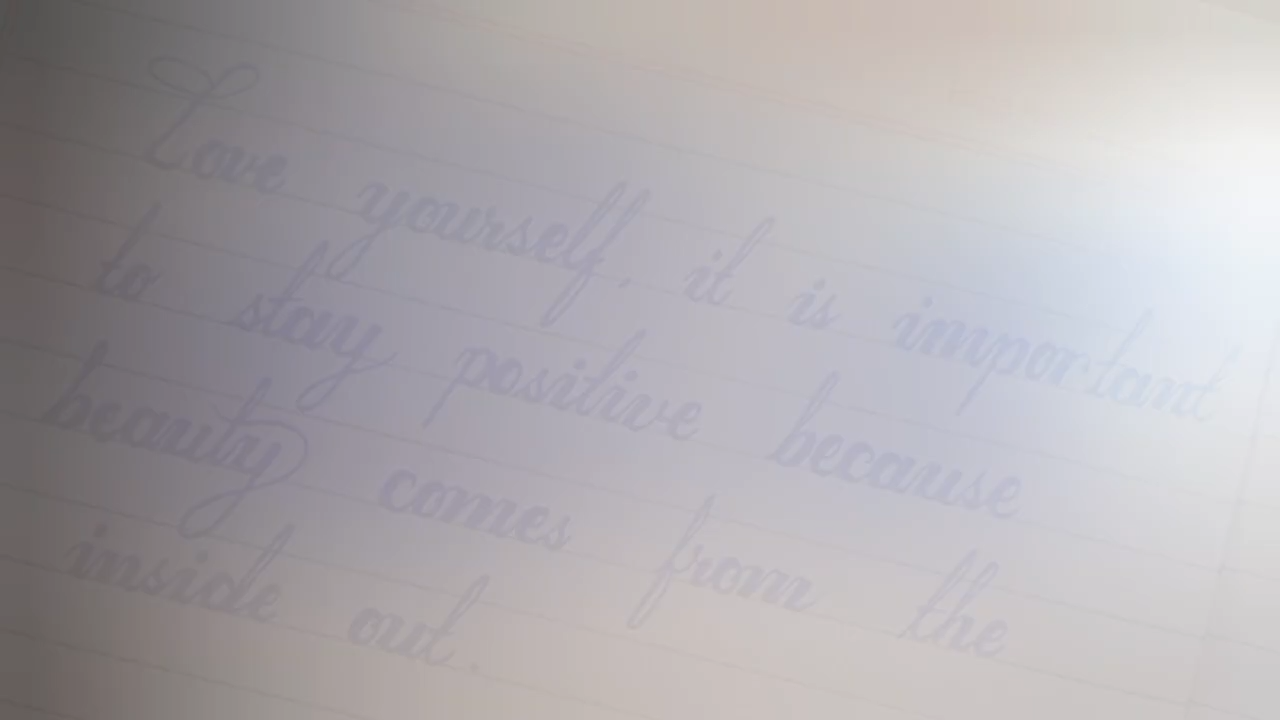 Love yourself, it is important
to stay positive because
beauty comes from the
inside out.